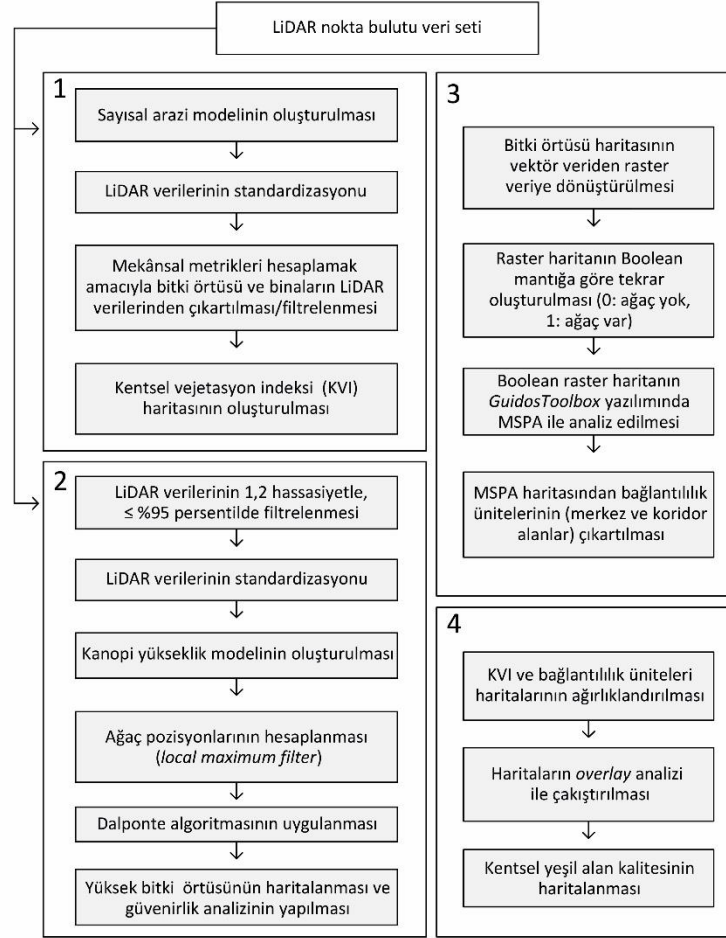 LiDAR nokta bulutu veri seti
1
Sayısal arazi modelinin oluşturulması
LiDAR verilerinin standardizasyonu
Mekânsal metrikleri hesaplamak
amacıyla bitki örtüsü ve binaların LiDAR
verilerinden çıkartılması/filtrelenmesi
Kentsel vejetasyon indeksi (KVI)
haritasının oluşturulması
2
LiDAR verilerinin 1,2 hassasiyetle,
≤ %95 persentilde filtrelenmesi
LiDAR verilerinin standardizasyonu
Kanopi yükseklik modelinin oluşturulması
Ağaç pozisyonlarının hesaplanması
(local maximum filter)
Dalponte algoritmasının uygulanması
Yüksek bitki örtüsünün haritalanması ve
güvenirlik analizinin yapılması
3
Bitki örtüsü haritasının
vektör veriden raster
veriye dönüştürülmesi
Raster haritanın Boolean
mantığa göre tekrar
oluşturulması (0: ağaç yok,
1: ağaç var)
Boolean raster haritanın
GuidosToolbox yazılımında
MSPA ile analiz edilmesi
MSPA haritasından bağlantılılık
ünitelerinin (merkez ve koridor
alanlar) çıkartılması
4
KVI ve bağlantılılık üniteleri
haritalarının ağırlıklandırılması
Haritaların overlay analizi
ile çakıştırılması
Kentsel yeşil alan kalitesinin
haritalanması